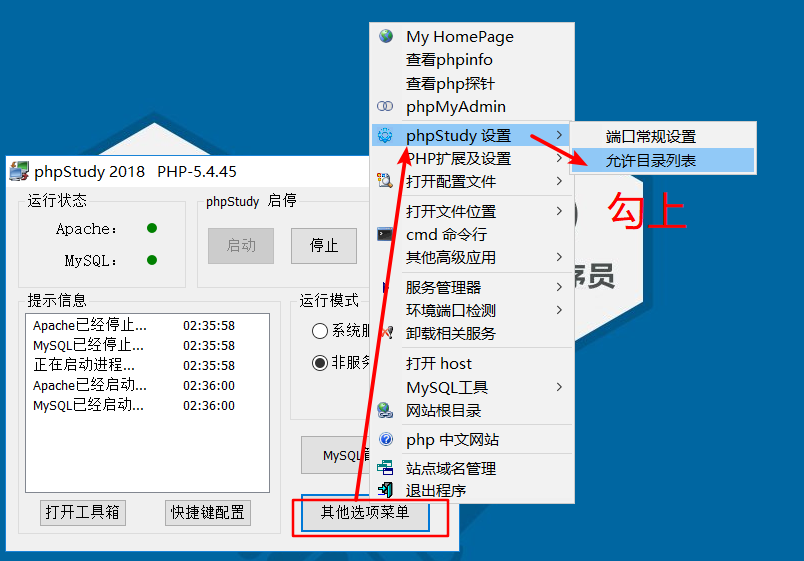 phpStudy 2018 PHP-5.4.45
运行状态
Apache:
MySQL:
phpStudy 启停
启动
停止
提示信息
Apache已经停止... 02:35:58
MySQL已经停止... 02:35:58
正在启动进程... 02:35:58
Apache已经启动... 02:36:00
MySQL已经启动... 02:36:00
打开工具箱
快捷键配置
运行模式
系统服
非服务
MySQL管
其他选项菜单
My HomePage
查看phpinfo
查看php探针
phpMyAdmin
phpStudy 设置
PHP扩展及设置
打开配置文件
打开文件位置
cmd 命令行
其他高级应用
服务管理器
环境端口检测
卸载相关服务
打开 host
MySQL工具
网站根目录
php 中文网站
站点域名管理
退出程序
端口常规设置
允许目录列表
勾上
序员